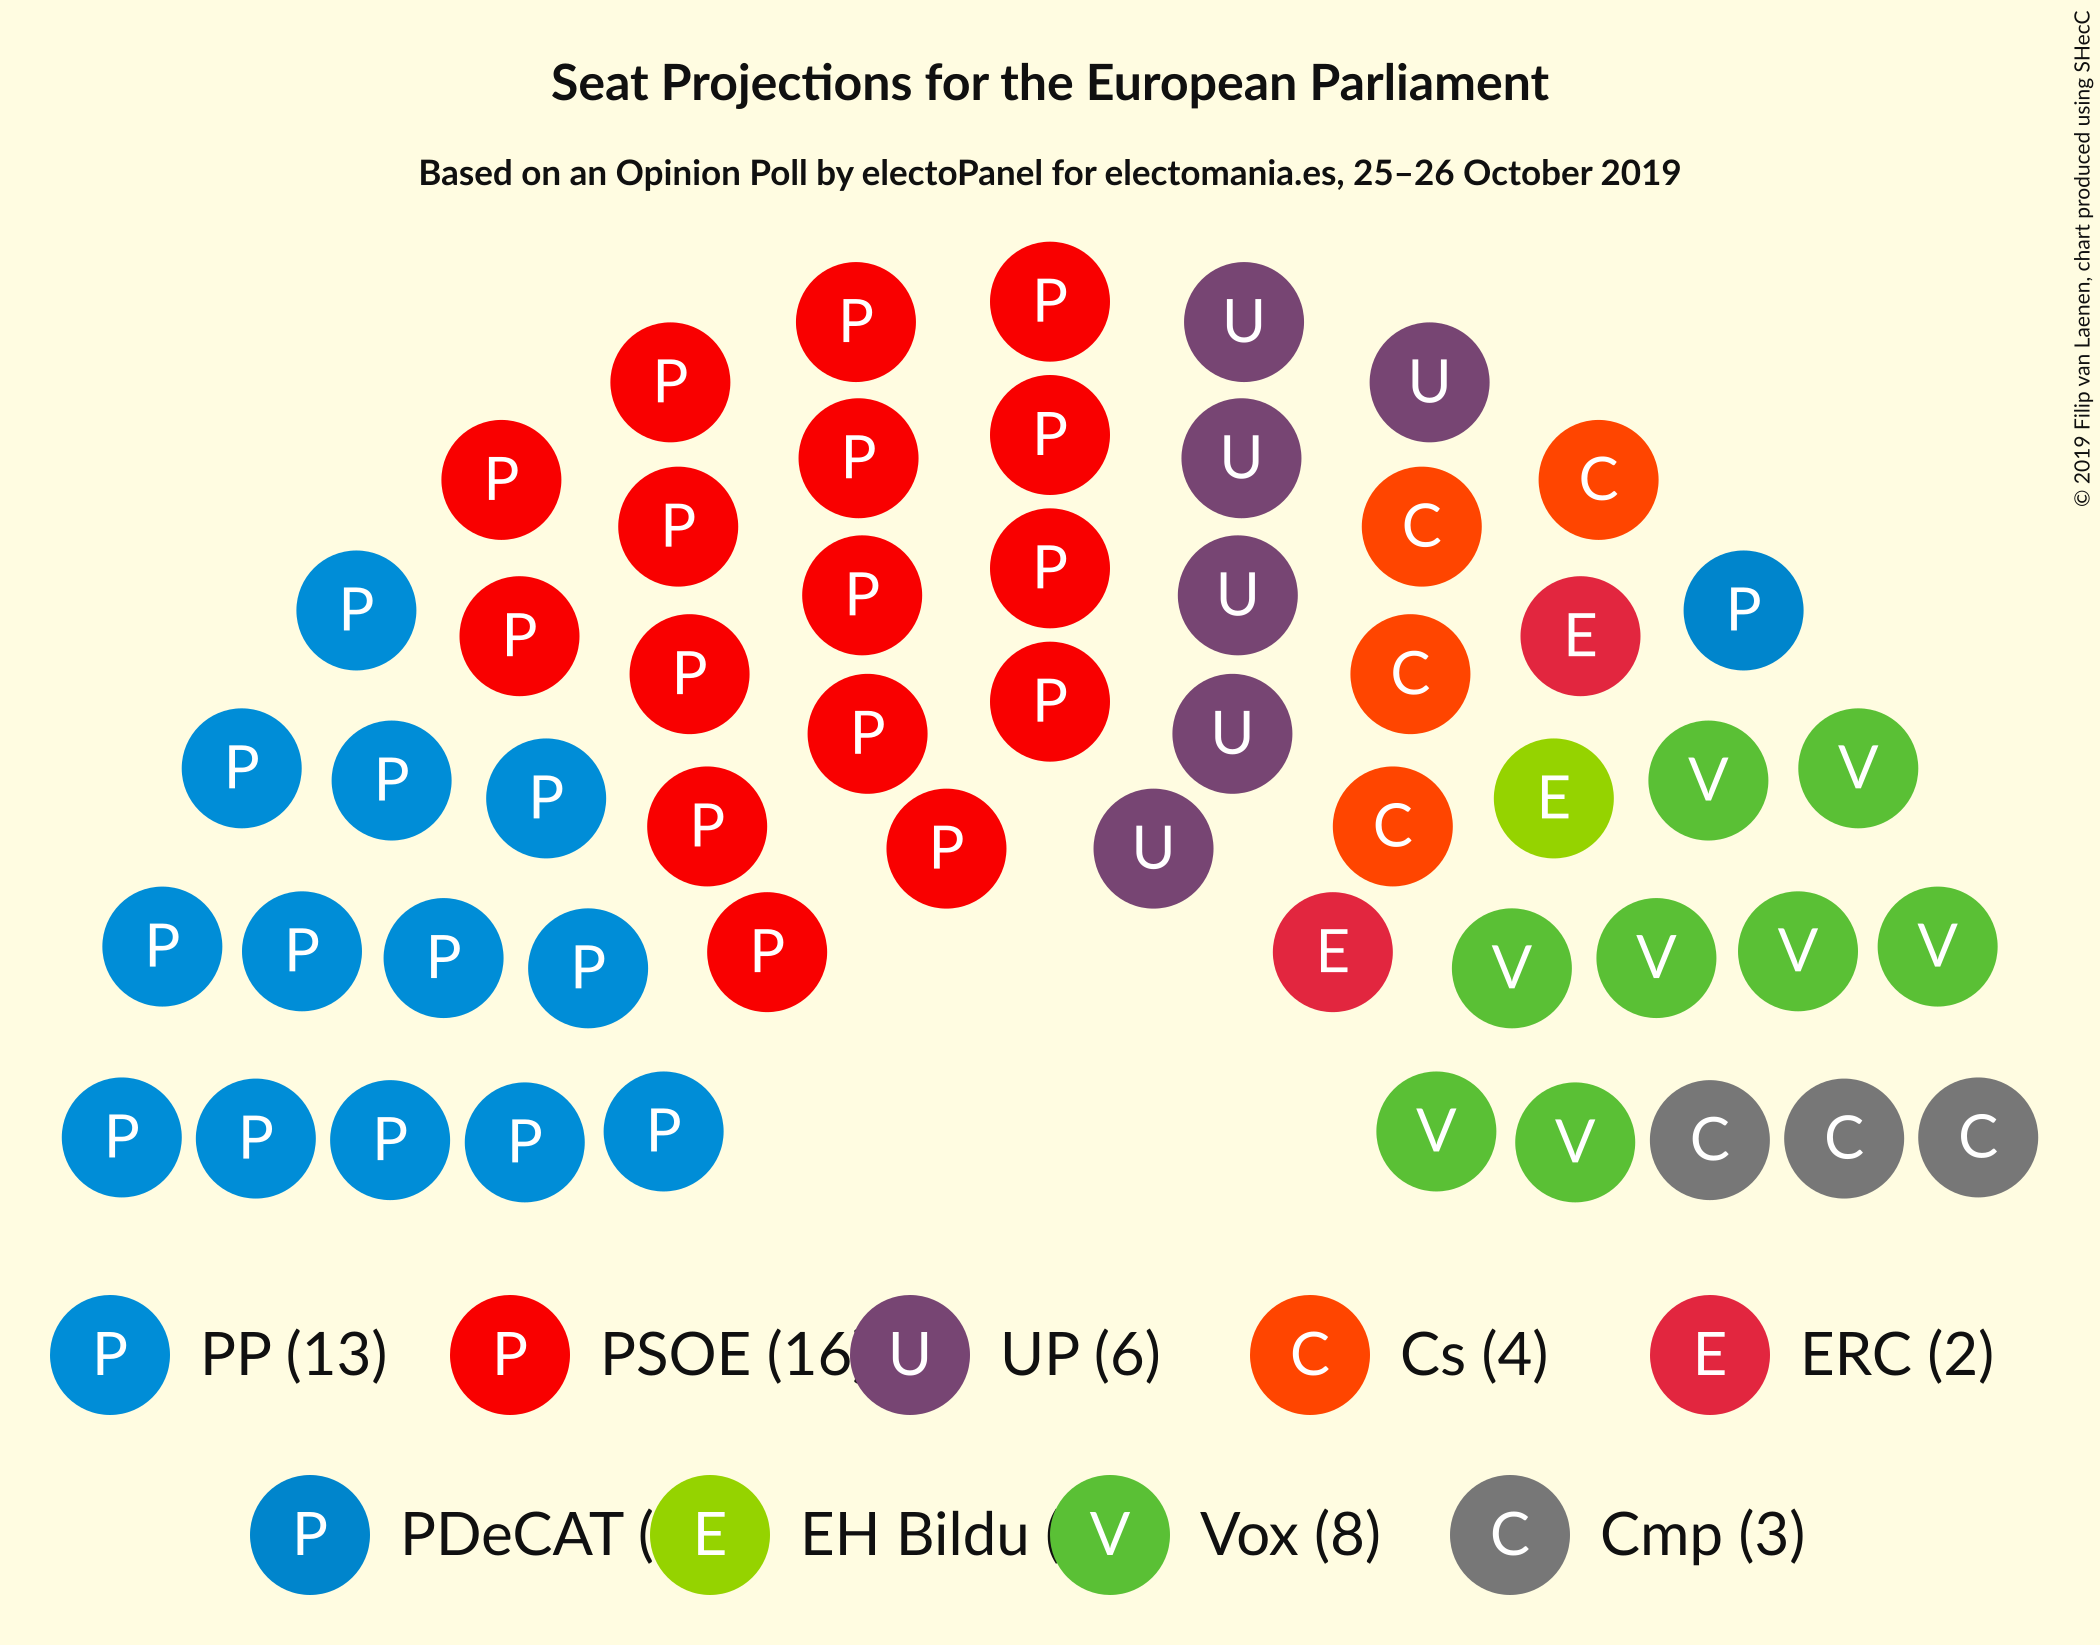 Seat Projections for the European Parliament
Based on an Opinion Poll by electoPanel for electomania.es, 25–26 October 2019
© 2019 Filip van Laenen, chart produced using SHecC
P
P U
P U
P P U
P C
P P U
P C
P P U
P E
P P
P C
P P U
P V
P V
P E
P C
P U
P V
P V
P E
P V
P V
P V
P C
P C
P V
P C
P PP (13) P PSOE (16 U UP (6) C Cs (4) E ERC (2)
P PDeCAT ( E EH Bildu ( V Vox (8) C Cmp (3)